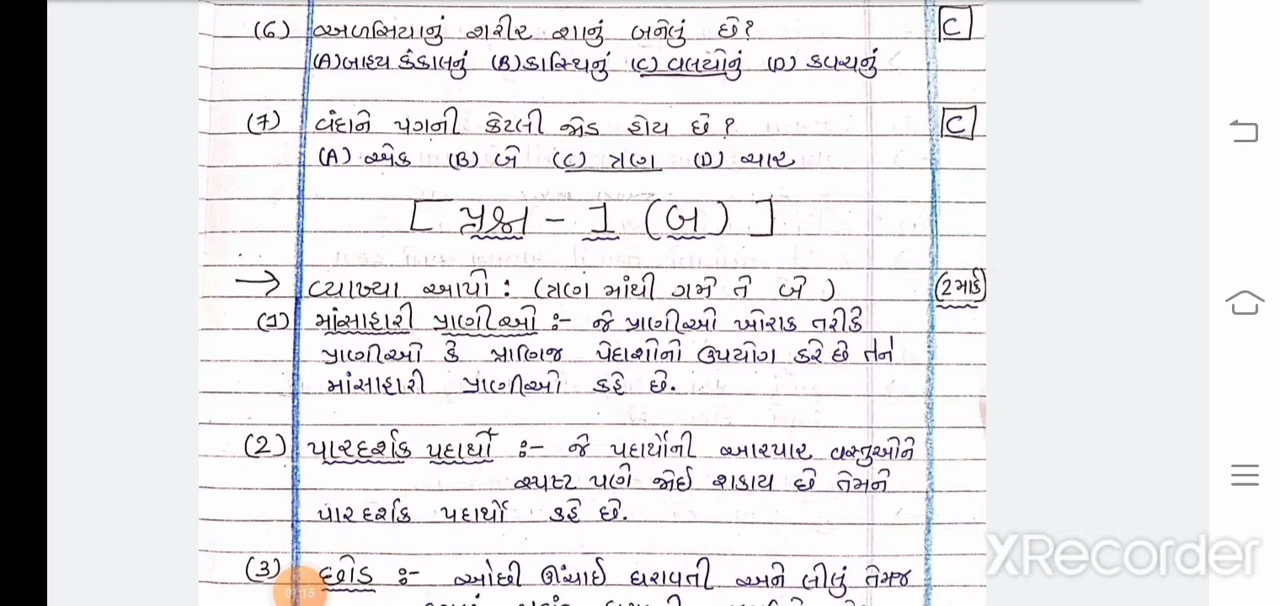 (6) અળસિયાનું શરીર શાનું બનેલું છે? C
(A) બાહ્ય કંકાલનું (B) કાસ્થિનું (C) વલયોનું (D) કવચનું
(7) વંદાને પગની કેટલી જોડ હોય છે? C
(A) એક (B) બે (C) ત્રણ (D) ચાર
[ પ્રશ્ન - 1 (બ) ]
→ વ્યાખ્યા આપો : (ત્રણ માંથી ગમે તે બે) (2માર્ક)
(1) માંસાહારી પ્રાણીઓ :- જે પ્રાણીઓ ખોરાક તરીકે
પ્રાણીઓ કે પ્રાણિજ પેદાશોનો ઉપયોગ કરે છે તેને
માંસાહારી પ્રાણીઓ કહે છે.
(2) પારદર્શક પદાર્થો :- જે પદાર્થોની આરપાર વસ્તુઓને
સ્પષ્ટ પણે જોઈ શકાય છે તેમને
પારદર્શક પદાર્થો કહે છે.
(3) છોડ :- ઓછી ઊંચાઈ ધરાવતી અને લીલું તેમજ
XRecorder